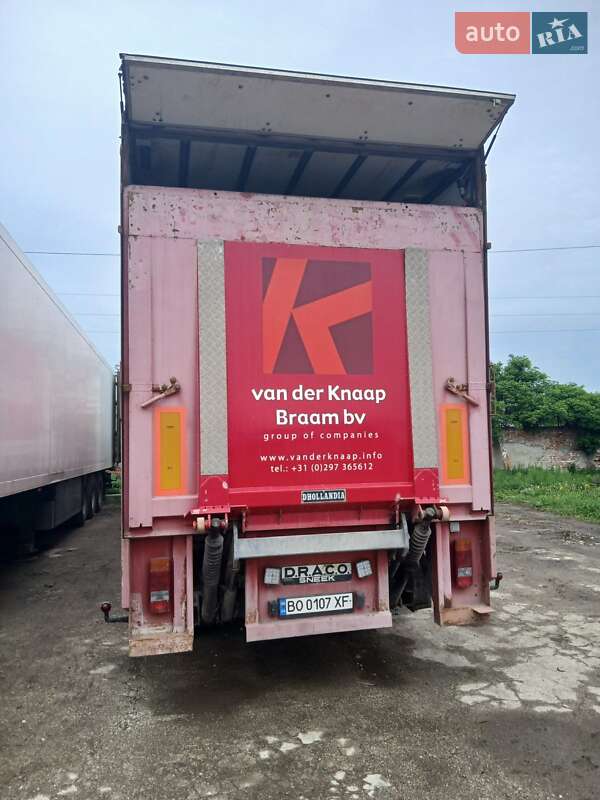 auto RIA .com
van der Knaap
Braam bv
group of companies
www.vanderknaap.info
tel.: +31 (0)297 365612
DHOLLANDIA
D.R.A.C.O.
SNEEK
BO 0107 XF